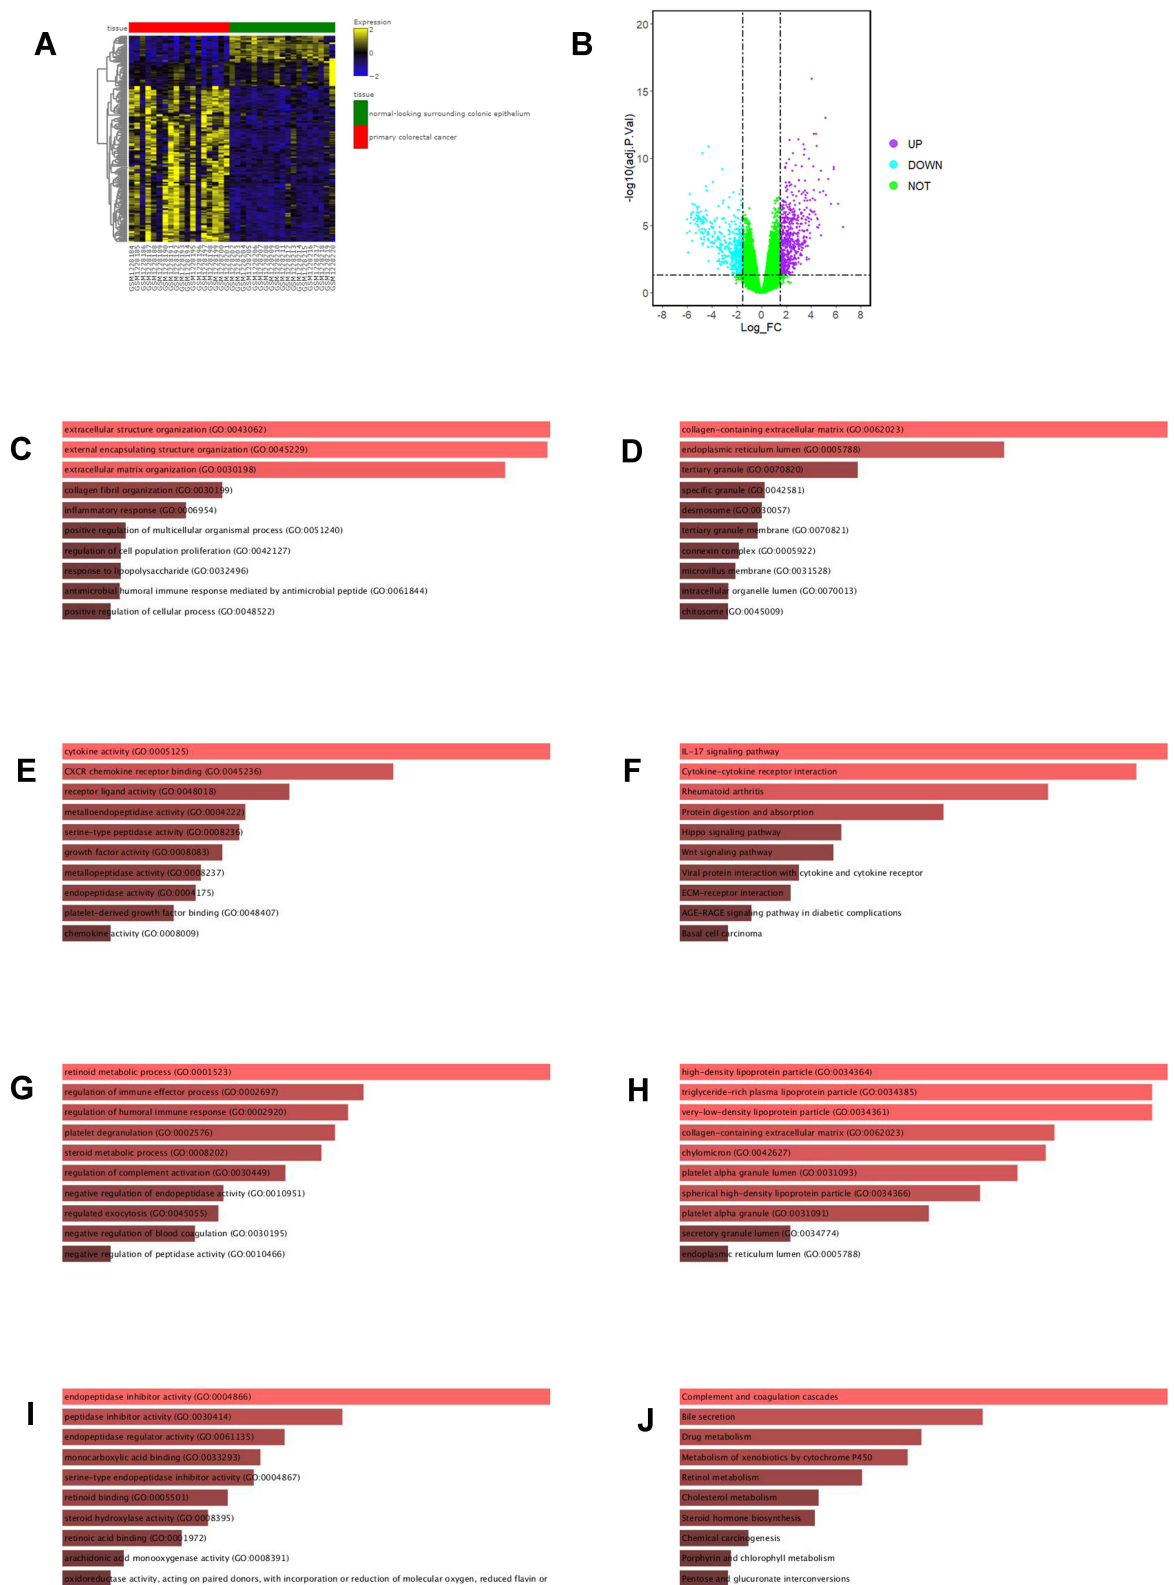 A
tissue
Expression
2
0
−2
tissue
normal-looking surrounding colonic epithelium
primary colorectal cancer
B
20
15
10
5
0
-log10(adj.P.Val)
-8 -6 -4 -2 0 2 4 6 8
Log_FC
UP
DOWN
NOT
C
extracellular structure organization (GO:0043062)
external encapsulating structure organization (GO:0045229)
extracellular matrix organization (GO:0030198)
collagen fibril organization (GO:0030199)
inflammatory response (GO:0006954)
positive regulation of multicellular organismal process (GO:0051240)
regulation of cell population proliferation (GO:0042127)
response to lipopolysaccharide (GO:0032496)
antimicrobial humoral immune response mediated by antimicrobial peptide (GO:0061844)
positive regulation of cellular process (GO:0048522)
D
collagen-containing extracellular matrix (GO:0062023)
endoplasmic reticulum lumen (GO:0005788)
tertiary granule (GO:0070820)
specific granule (GO:0042581)
desmosome (GO:0030057)
tertiary granule membrane (GO:0070821)
connexin complex (GO:0005922)
microvillus membrane (GO:0031528)
intracellular organelle lumen (GO:0070013)
chitosome (GO:0045009)
E
cytokine activity (GO:0005125)
CXCR chemokine receptor binding (GO:0045236)
receptor ligand activity (GO:0048018)
metalloendopeptidase activity (GO:0004222)
serine-type peptidase activity (GO:0008236)
growth factor activity (GO:0008083)
metallopeptidase activity (GO:0008237)
endopeptidase activity (GO:0004175)
platelet-derived growth factor binding (GO:0048407)
chemokine activity (GO:0008009)
F
IL-17 signaling pathway
Cytokine-cytokine receptor interaction
Rheumatoid arthritis
Protein digestion and absorption
Hippo signaling pathway
Wnt signaling pathway
Viral protein interaction with cytokine and cytokine receptor
ECM-receptor interaction
AGE-RAGE signaling pathway in diabetic complications
Basal cell carcinoma
G
retinoid metabolic process (GO:0001523)
regulation of immune effector process (GO:0002697)
regulation of humoral immune response (GO:0002920)
platelet degranulation (GO:0002576)
steroid metabolic process (GO:0008202)
regulation of complement activation (GO:0030449)
negative regulation of endopeptidase activity (GO:0010951)
regulated exocytosis (GO:0045055)
negative regulation of blood coagulation (GO:0030195)
negative regulation of peptidase activity (GO:0010466)
H
high-density lipoprotein particle (GO:0034364)
triglyceride-rich plasma lipoprotein particle (GO:0034385)
very-low-density lipoprotein particle (GO:0034361)
collagen-containing extracellular matrix (GO:0062023)
chylomicron (GO:0042627)
platelet alpha granule lumen (GO:0031093)
spherical high-density lipoprotein particle (GO:0034366)
platelet alpha granule (GO:0031091)
secretory granule lumen (GO:0034774)
endoplasmic reticulum lumen (GO:0005788)
I
endopeptidase inhibitor activity (GO:0004866)
peptidase inhibitor activity (GO:0030414)
endopeptidase regulator activity (GO:0061135)
monocarboxylic acid binding (GO:0033293)
serine-type endopeptidase inhibitor activity (GO:0004867)
retinoid binding (GO:0005501)
steroid hydroxylase activity (GO:0008395)
retinoic acid binding (GO:0001972)
arachidonic acid monooxygenase activity (GO:0008391)
oxidoreductase activity, acting on paired donors, with incorporation or reduction of molecular oxygen, reduced flavin or
J
Complement and coagulation cascades
Bile secretion
Drug metabolism
Metabolism of xenobiotics by cytochrome P450
Retinol metabolism
Cholesterol metabolism
Steroid hormone biosynthesis
Chemical carcinogenesis
Porphyrin and chlorophyll metabolism
Pentose and glucuronate interconversions